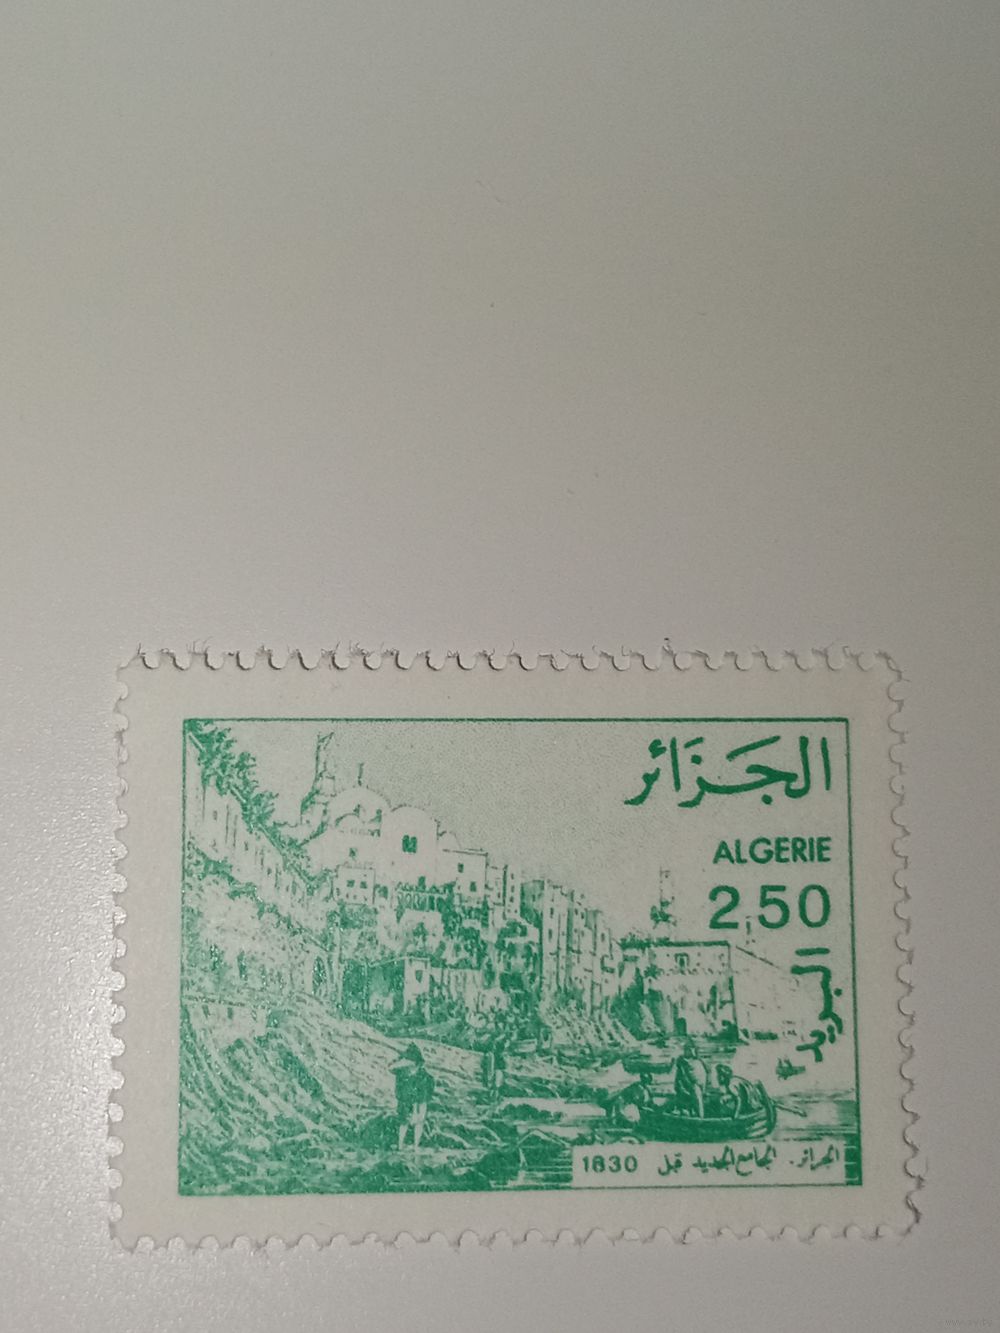 الجزائر
ALGERIE
2.50
البريد
الجزائر. الجامع الجديد قبل 1830